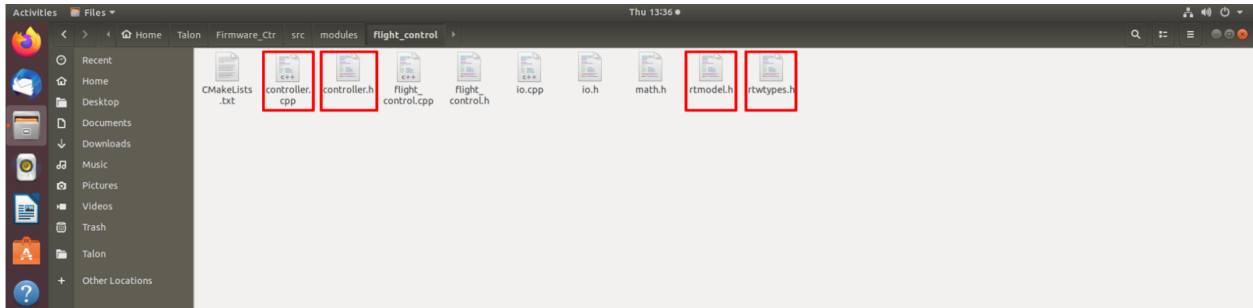 Activities
Files
Thu 13:36
Home
Talon
Firmware_Ctr
src
modules
flight_control
Recent
Home
Desktop
Documents
Downloads
Music
Pictures
Videos
Trash
Talon
Other Locations
CMakeLists
.txt
controller.
cpp
controller.h
flight_
control.cpp
flight_
control.h
io.cpp
io.h
math.h
rtmodel.h
rtwtypes.h